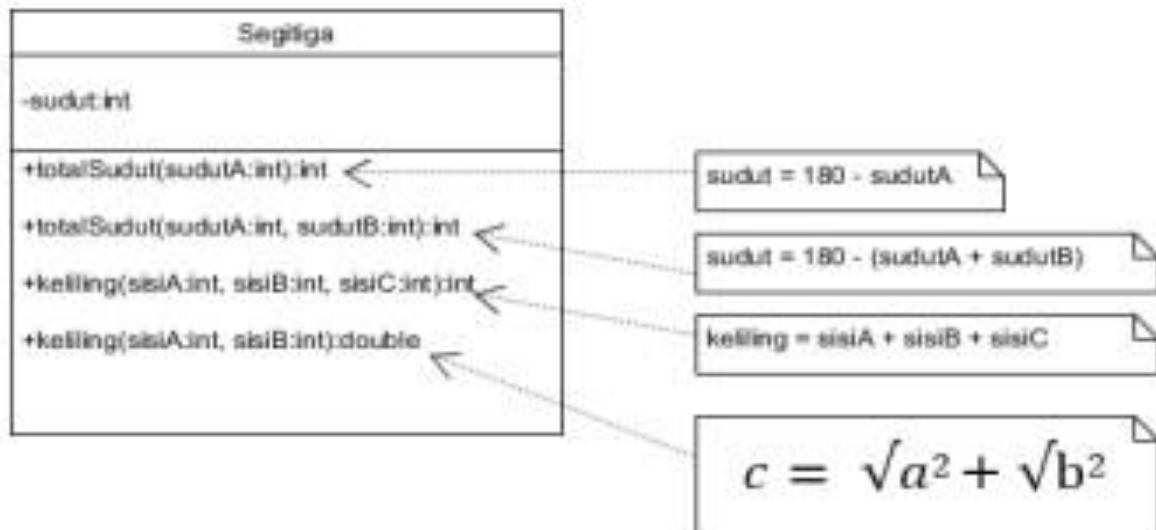 Segitiga
-sudut:int
+totalSudut(sudutA:int):int
+totalSudut(sudutA:int, sudutB:int):int
+keliling(sisiA:int, sisiB:int, sisiC:int):int
+keliling(sisiA:int, sisiB:int):double
sudut = 180 - sudutA
sudut = 180 - (sudutA + sudutB)
keliling = sisiA + sisiB + sisiC
c = √a² + √b²